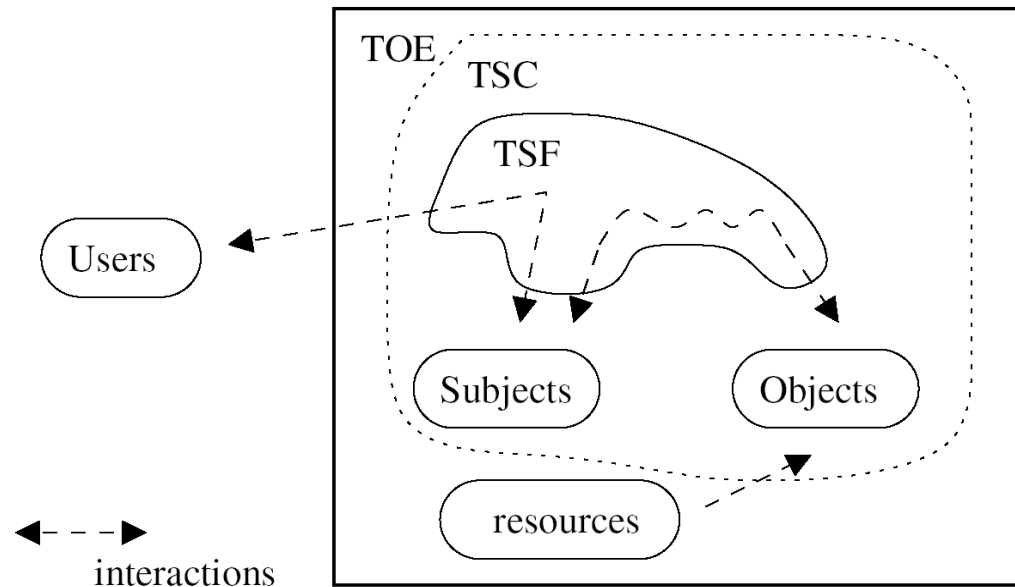 TOE
TSC
TSF
Users
Subjects
Objects
resources
interactions